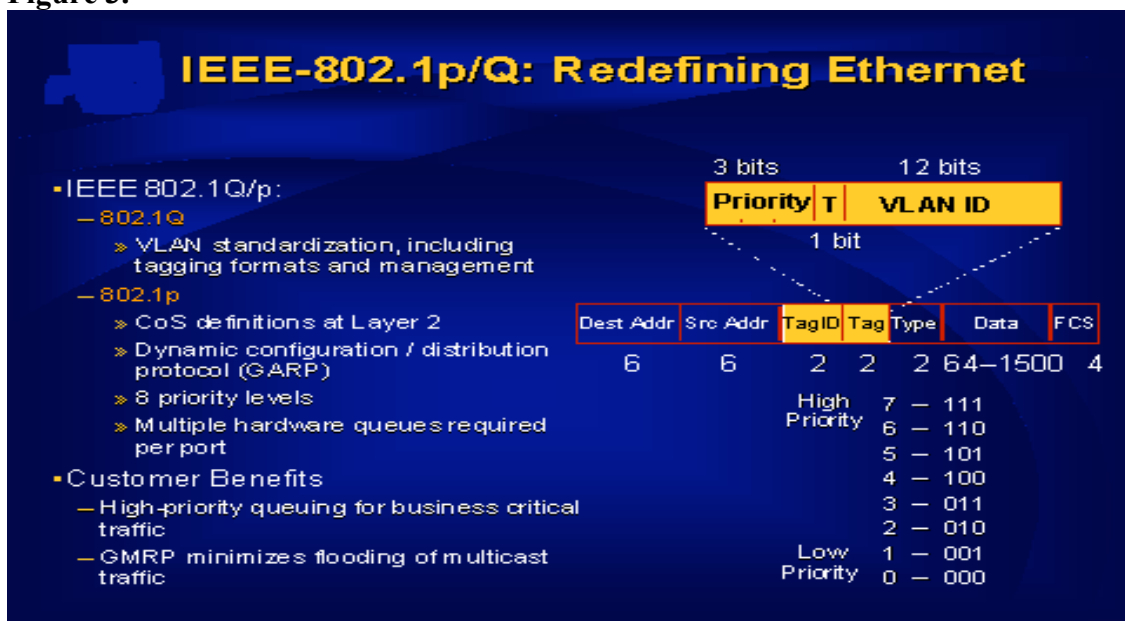 IEEE-802.1p/Q: Redefining Ethernet
▪IEEE 802.1Q/p:
– 802.1Q
» VLAN standardization, including
tagging formats and management
– 802.1p
» CoS definitions at Layer 2
» Dynamic configuration / distribution
protocol (GARP)
» 8 priority levels
» Multiple hardware queues required
per port
▪Customer Benefits
– High-priority queuing for business critical
traffic
– GMRP minimizes flooding of multicast
traffic
3 bits 12 bits
Priority T VLAN ID
1 bit
Dest Addr Src Addr TagID Tag Type Data FCS
6 6 2 2 2 64–1500 4
High
Priority
7 – 111
6 – 110
5 – 101
4 – 100
3 – 011
2 – 010
Low
Priority
1 – 001
0 – 000